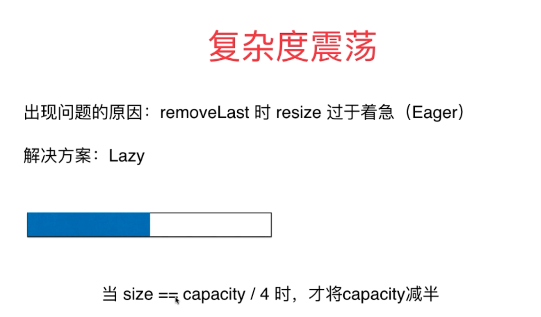 复杂度震荡
出现问题的原因：removeLast 时 resize 过于着急（Eager）
解决方案：Lazy
当 size == capacity / 4 时，才将capacity减半